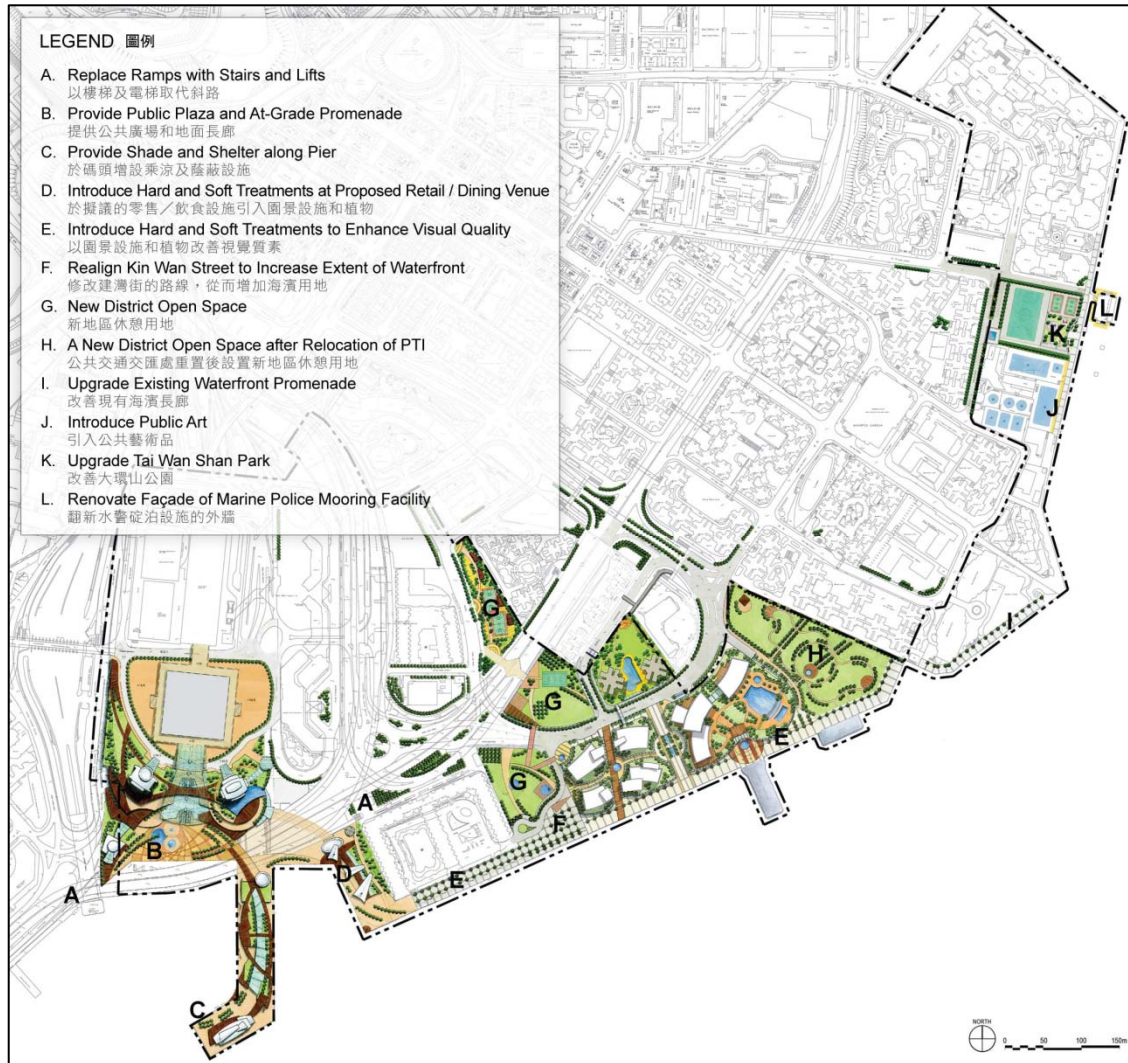 LEGEND 圖例
A. Replace Ramps with Stairs and Lifts
以樓梯及電梯取代斜路
B. Provide Public Plaza and At-Grade Promenade
提供公共廣場和地面長廊
C. Provide Shade and Shelter along Pier
於碼頭增設乘涼及蔭蔽設施
D. Introduce Hard and Soft Treatments at Proposed Retail / Dining Venue
於擬議的零售／飲食設施引入園景設施和植物
E. Introduce Hard and Soft Treatments to Enhance Visual Quality
以園景設施和植物改善視覺質素
F. Realign Kin Wan Street to Increase Extent of Waterfront
修改建灣街的路線，從而增加海濱用地
G. New District Open Space
新地區休憩用地
H. A New District Open Space after Relocation of PTI
公共交通交匯處重置後設置新地區休憩用地
I. Upgrade Existing Waterfront Promenade
改善現有海濱長廊
J. Introduce Public Art
引入公共藝術品
K. Upgrade Tai Wan Shan Park
改善大環山公園
L. Renovate Façade of Marine Police Mooring Facility
翻新水警碇泊設施的外牆
L
K
J
I
G
H
G
E
G
A
F
B
D
E
A
C
NORTH
0 50 100 150m